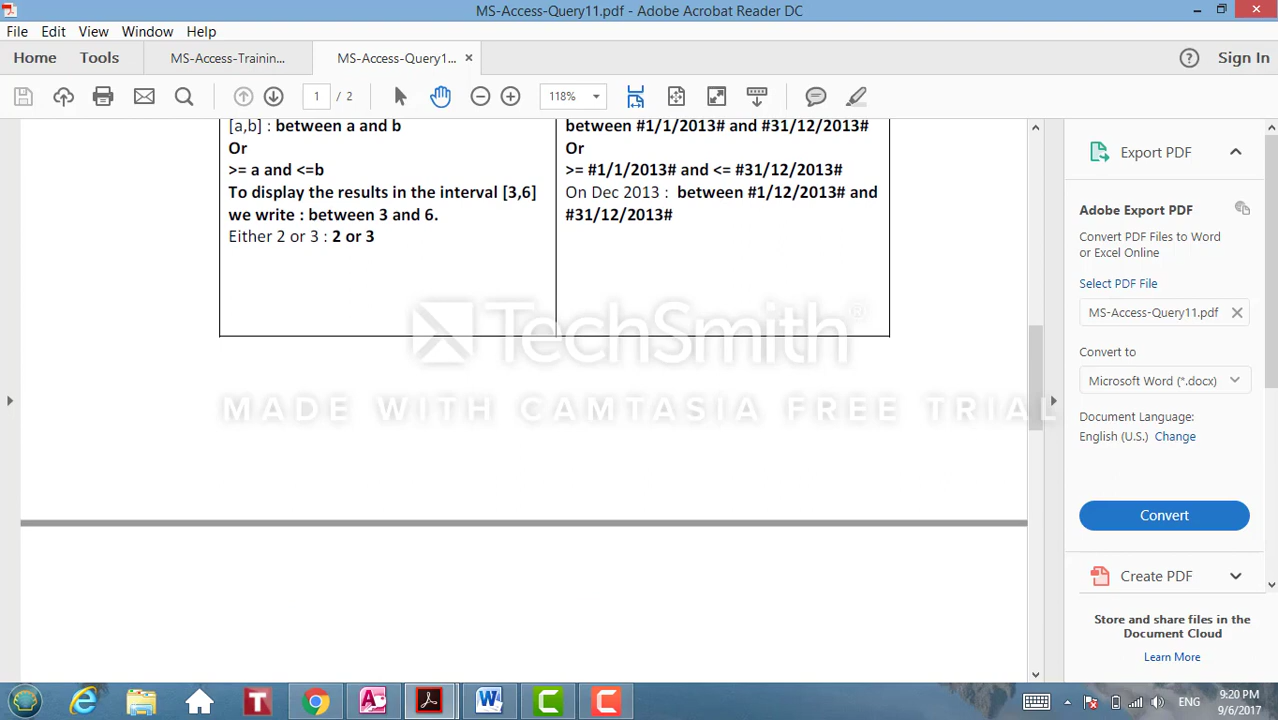 MS-Access-Query11.pdf - Adobe Acrobat Reader DC
File Edit View Window Help
Home Tools MS-Access-Trainin... MS-Access-Query1... × ? Sign In
1 / 2 118%
[a,b] : between a and b
Or
>= a and <=b
To display the results in the interval [3,6]
we write : between 3 and 6.
Either 2 or 3 : 2 or 3
between #1/1/2013# and #31/12/2013#
Or
>= #1/1/2013# and <= #31/12/2013#
On Dec 2013 : between #1/12/2013# and
#31/12/2013#
TechSmith®
MADE WITH CAMTASIA FREE TRIAL
Export PDF
Adobe Export PDF
Convert PDF Files to Word
or Excel Online
Select PDF File
MS-Access-Query11.pdf
Convert to
Microsoft Word (*.docx)
Document Language:
English (U.S.) Change
Convert
Create PDF
Store and share files in the
Document Cloud
Learn More
ENG
9:20 PM
9/6/2017